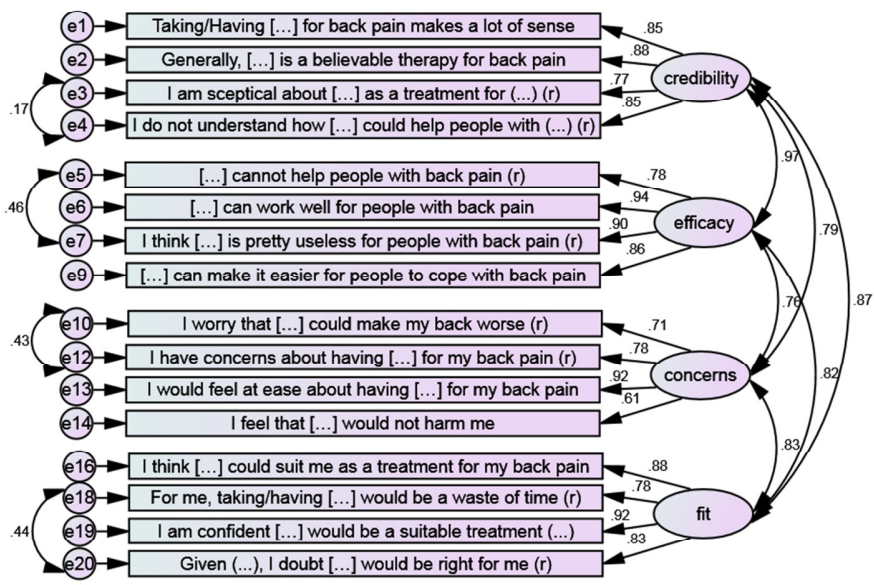 e1 Taking/Having [...] for back pain makes a lot of sense .85
e2 Generally, [...] is a believable therapy for back pain .88 credibility
e3 I am sceptical about [...] as a treatment for (...) (r) .77
.17
e4 I do not understand how [...] could help people with (...) (r) .85
.97
e5 [...] cannot help people with back pain (r) .78
.46 e6 [...] can work well for people with back pain .94 efficacy
e7 I think [...] is pretty useless for people with back pain (r) .90 .79
e9 [...] can make it easier for people to cope with back pain .86
.76 .87
e10 I worry that [...] could make my back worse (r) .71
.43
e12 I have concerns about having [...] for my back pain (r) .78
e13 I would feel at ease about having [...] for my back pain .92 concerns .82
e14 I feel that [...] would not harm me .61
.83
e16 I think [...] could suit me as a treatment for my back pain .88
e18 For me, taking/having [...] would be a waste of time (r) .78 fit
e19 I am confident [...] would be a suitable treatment (...) .92
.44
e20 Given (...), I doubt [...] would be right for me (r) .83